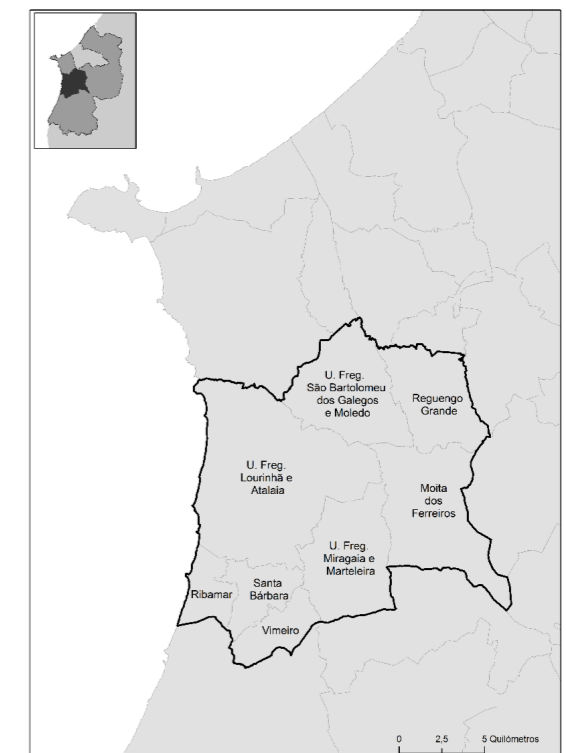 U. Freg.
São Bartolomeu
dos Galegos
e Moledo
Reguengo
Grande
U. Freg.
Lourinhã e
Atalaia
Moita
dos
Ferreiros
U. Freg.
Miragaia e
Marteleira
Santa
Bárbara
Ribamar
Vimeiro
0 2,5 5 Quilómetros